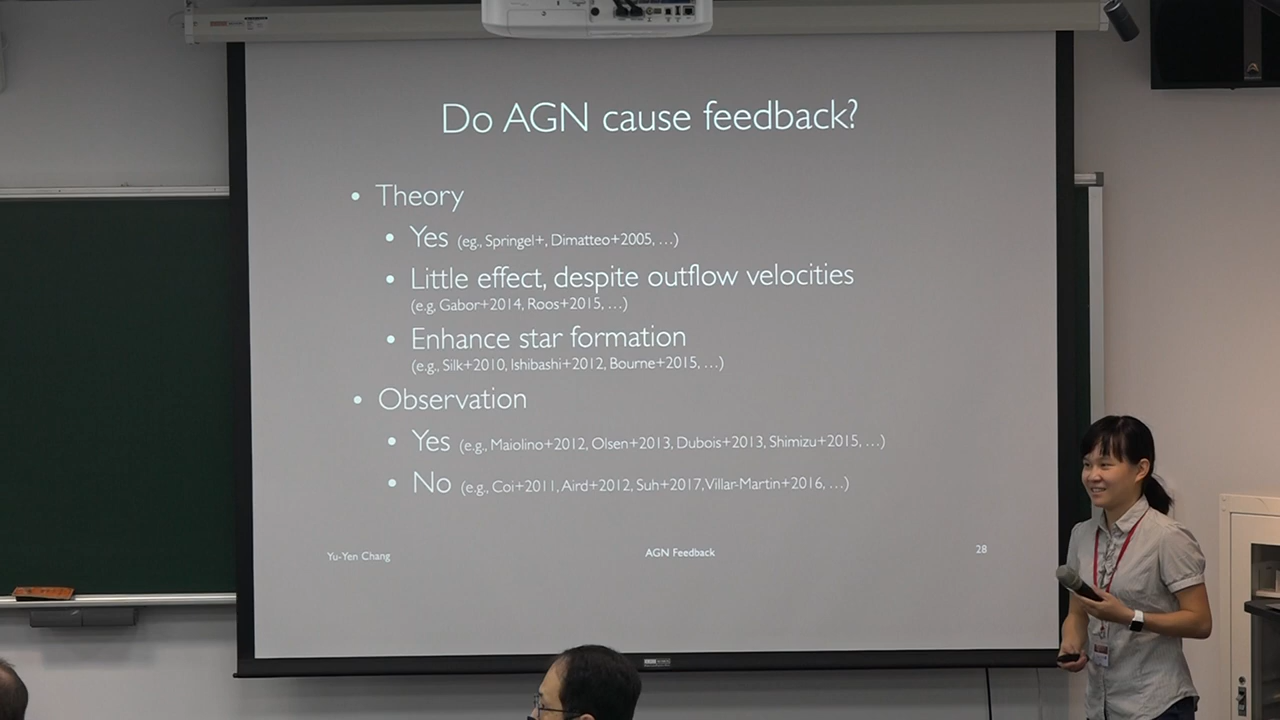 Do AGN cause feedback?
• Theory
• Yes (eg., Springel+, Dimatteo+2005, …)
• Little effect, despite outflow velocities
(e.g, Gabor+2014, Roos+2015, …)
• Enhance star formation
(e.g., Silk+2010, Ishibashi+2012, Bourne+2015, …)
• Observation
• Yes (e.g., Maiolino+2012, Olsen+2013, Dubois+2013, Shimizu+2015, …)
• No (e.g., Coi+2011, Aird+2012, Suh+2017, Villar-Martin+2016, …)
Yu-Yen Chang AGN Feedback 28